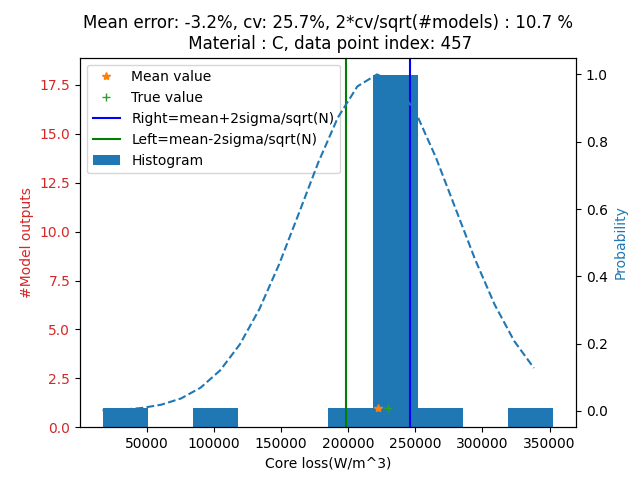 Mean error: -3.2%, cv: 25.7%, 2*cv/sqrt(#models) : 10.7 %
Material : C, data point index: 457
Mean value
True value
Right=mean+2sigma/sqrt(N)
Left=mean-2sigma/sqrt(N)
Histogram
#Model outputs
17.5
15.0
12.5
10.0
7.5
5.0
2.5
0.0
1.0
0.8
0.6
0.4
0.2
0.0
Probability
50000 100000 150000 200000 250000 300000 350000
Core loss(W/m^3)